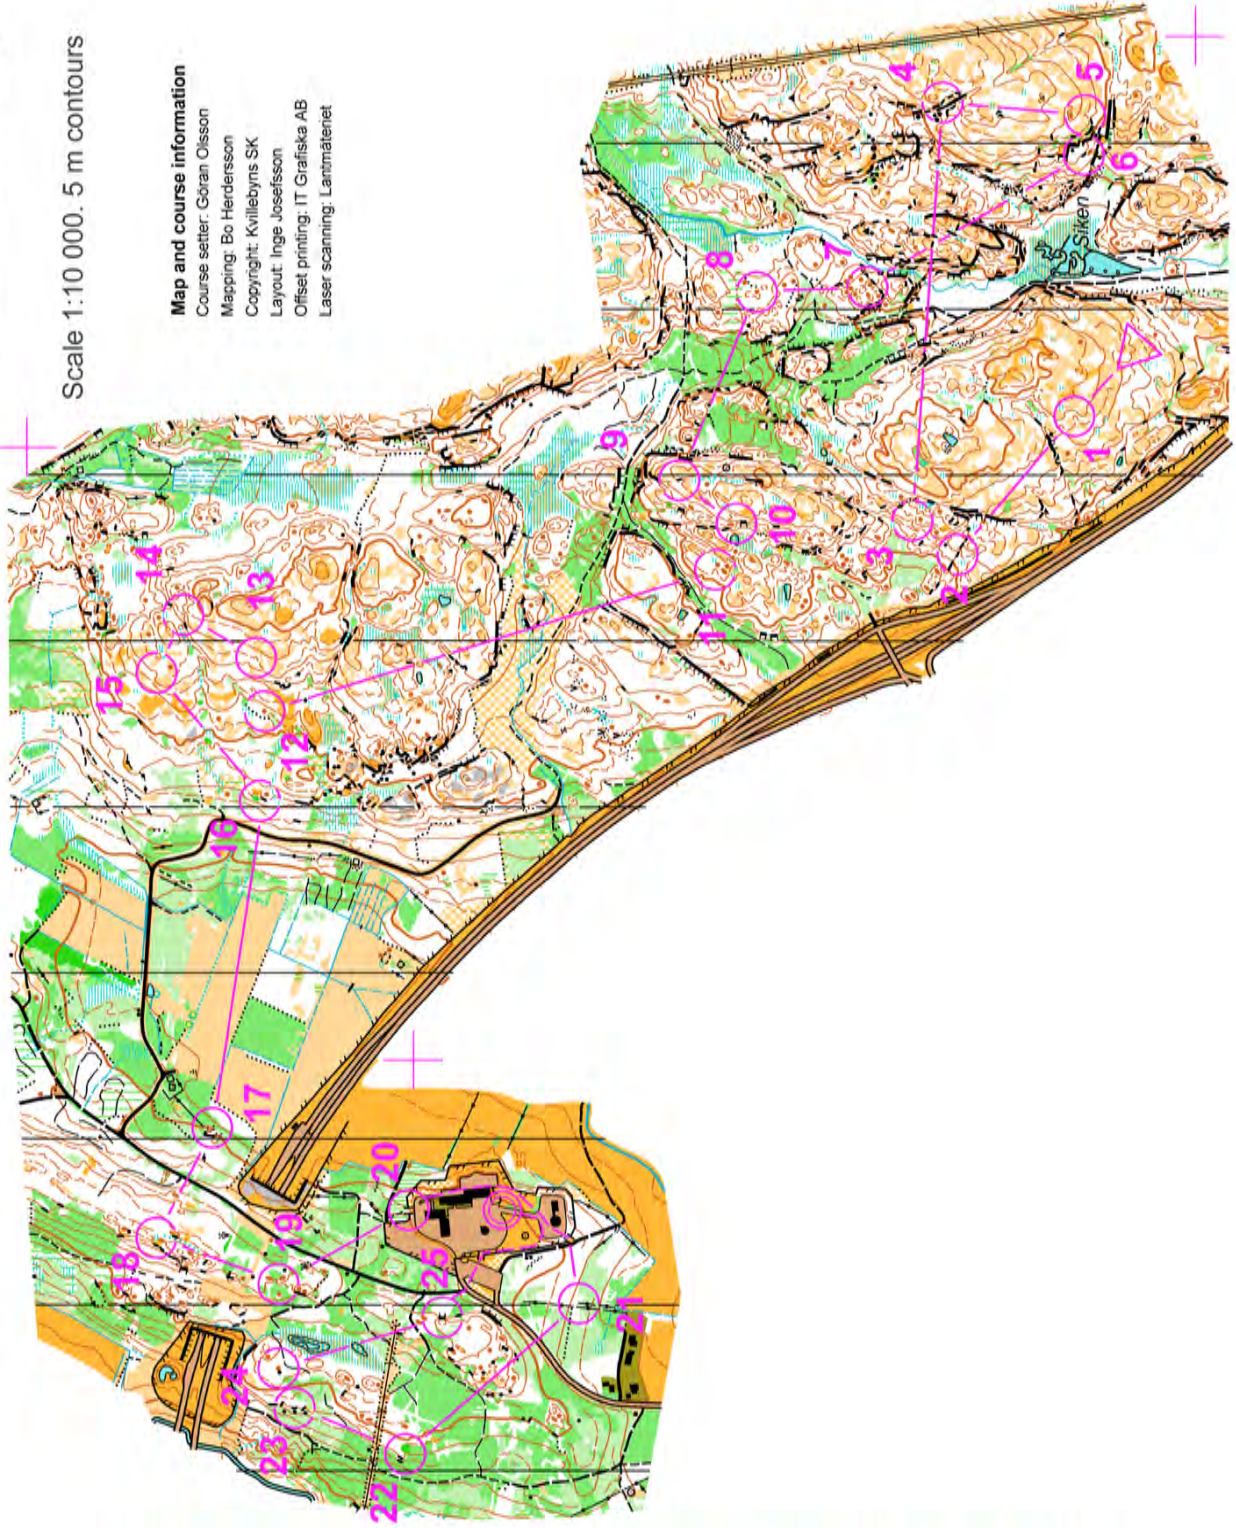 Scale 1:10 000. 5 m contours
Map and course information
Course setter: Göran Olsson
Mapping: Bo Herdersson
Copyright: Kvillebyns SK
Layout: Inge Josefsson
Offset printing: IT Grafiska AB
Laser scanning: Lantmäteriet
4
5
6
Siken
7
8
9
1
2
3
10
11
12
13
14
15
16
17
18
19
20
21
22
23
24
25